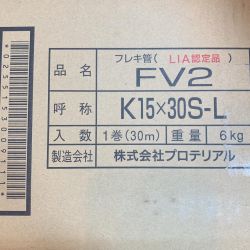 フレキ管(LIA認定品)
品名 FV2
呼称 K15×30S-L
入数 1巻(30m) 重量 6kg
製造会社 株式会社プロテリアル